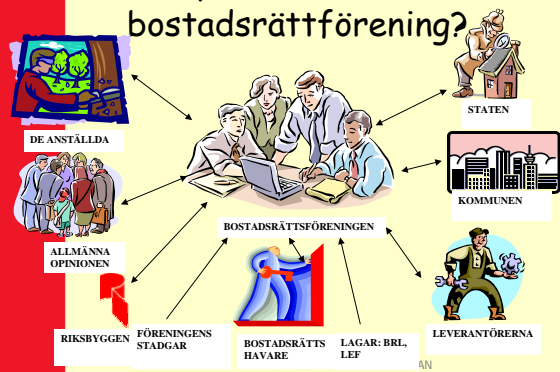 bostadsrättförening?
STATEN
DE ANSTÄLLDA
KOMMUNEN
BOSTADSRÄTTSFÖRENINGEN
ALLMÄNNA
OPINIONEN
RIKSBYGGEN
FÖRENINGENS
STADGAR
BOSTADSRÄTTS
HAVARE
LAGAR: BRL,
LEF
LEVERANTÖRERNA